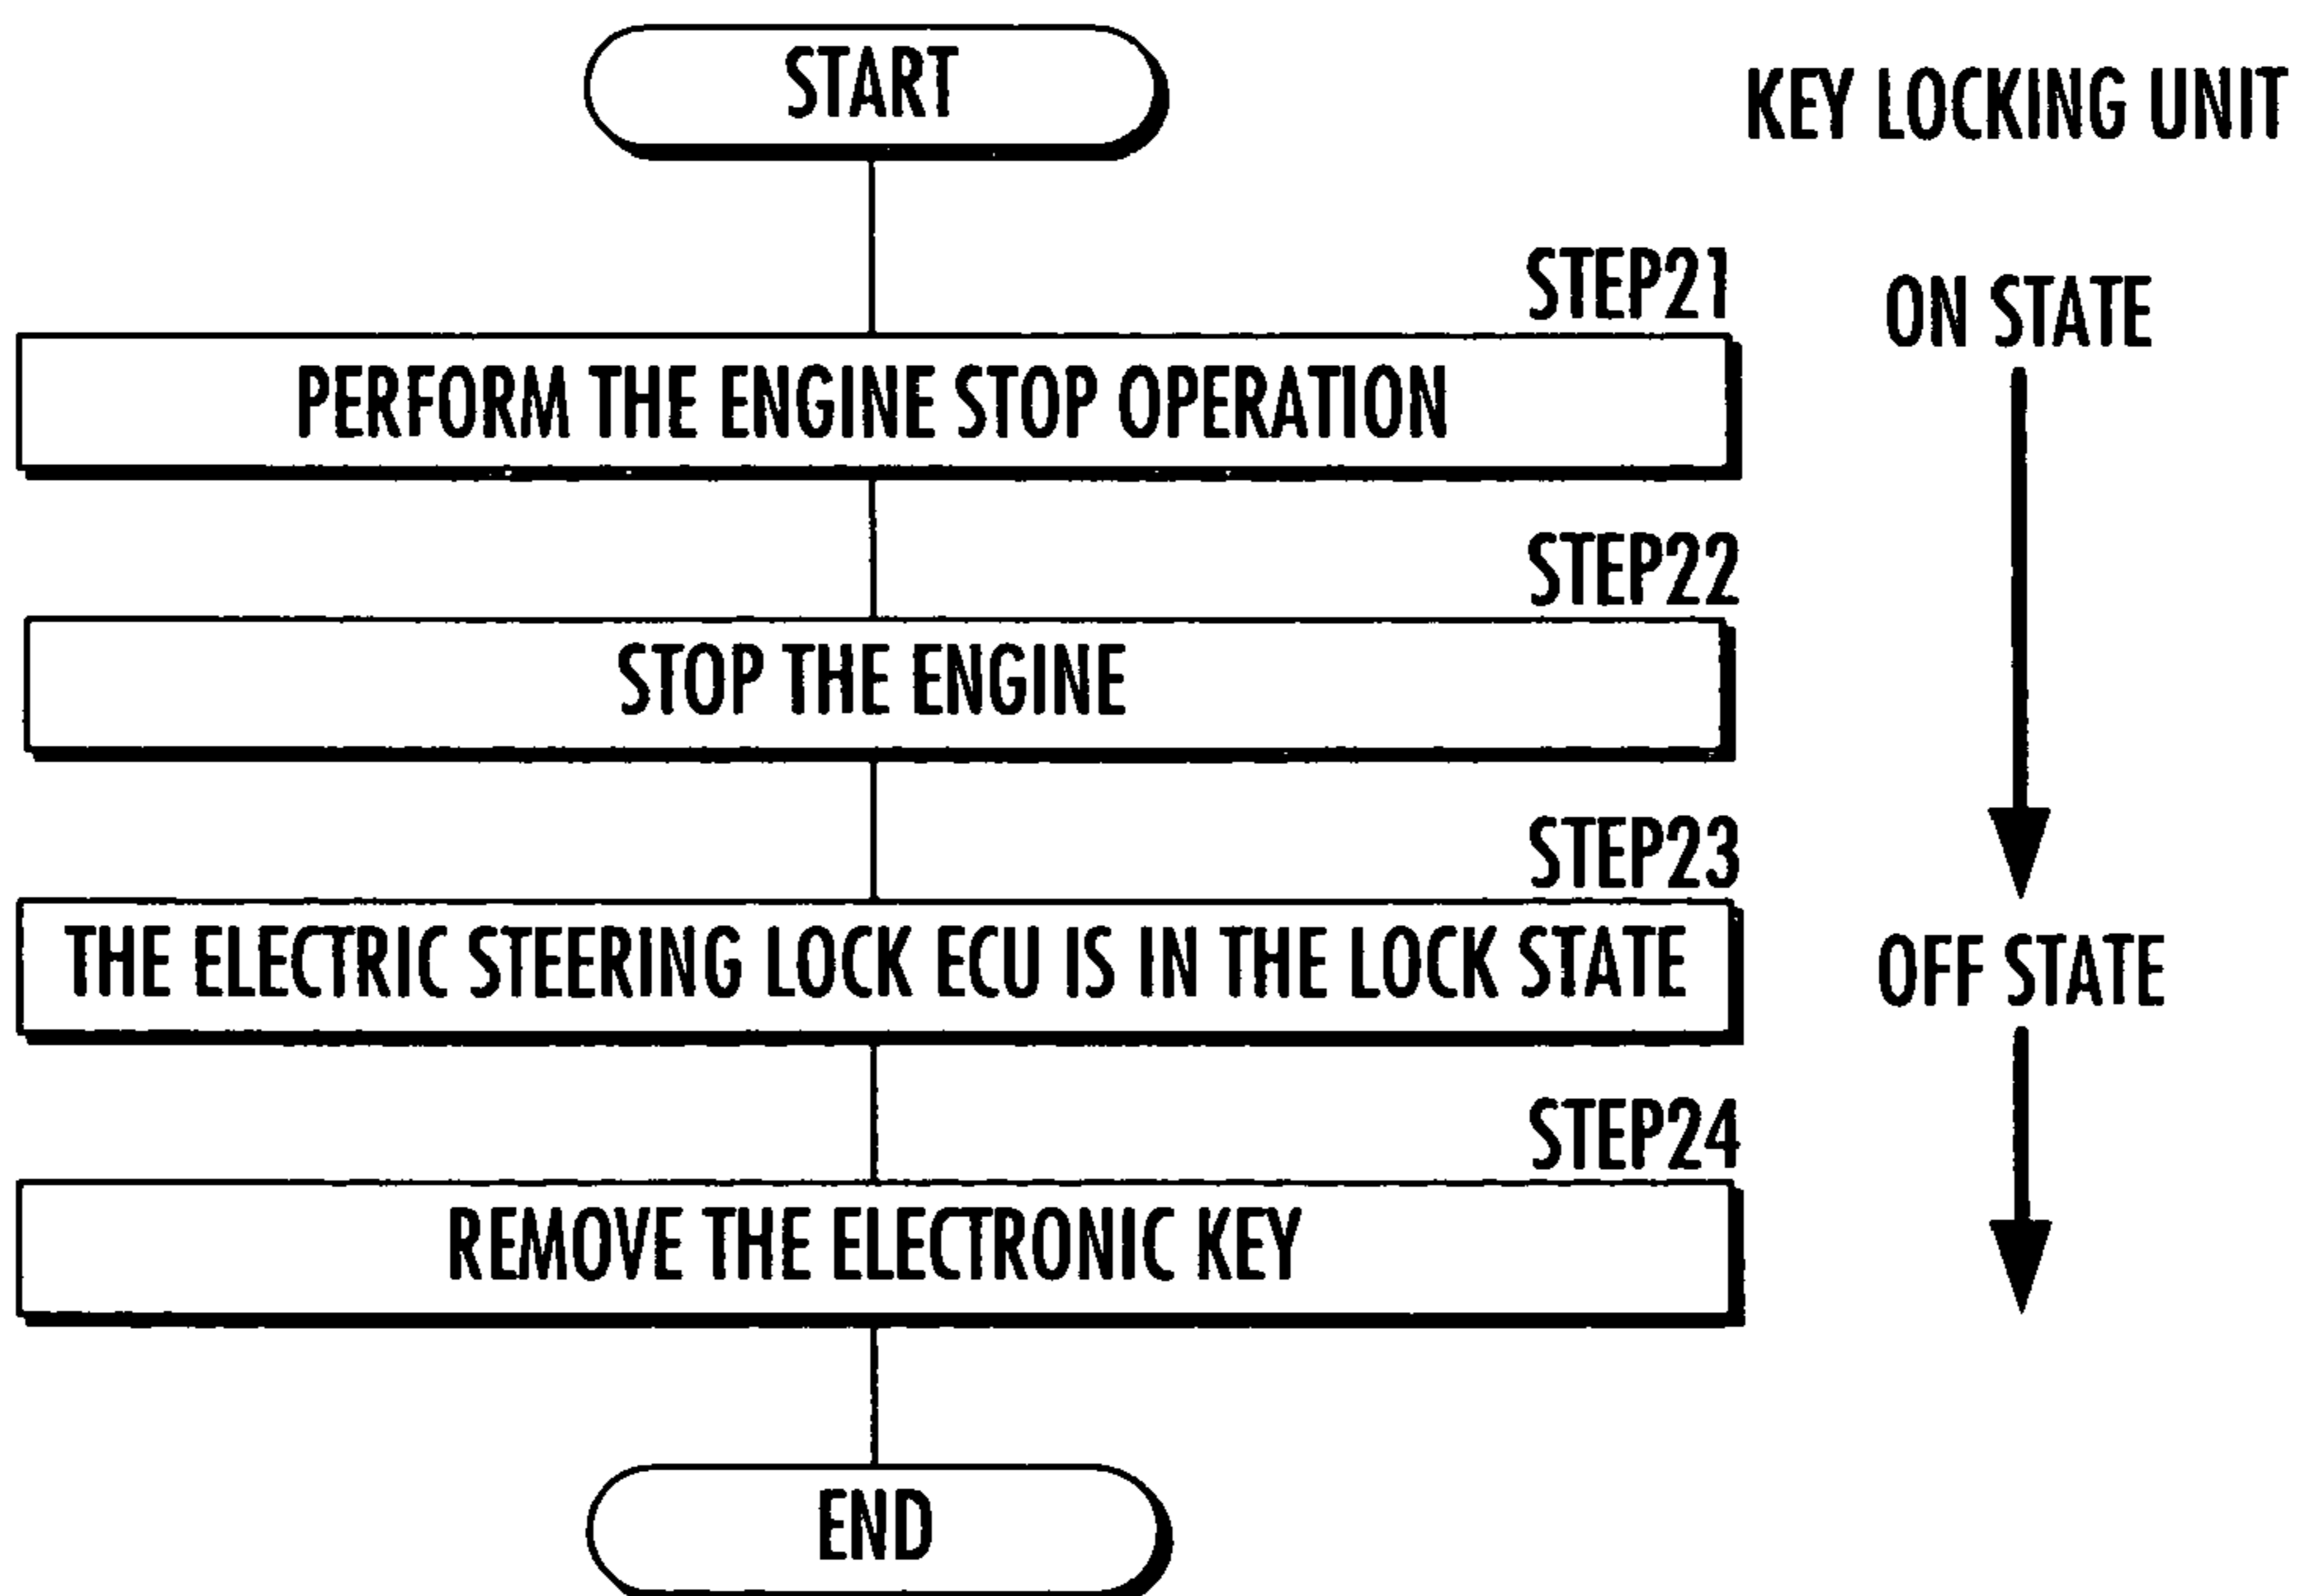 START
KEY LOCKING UNIT
STEP21
ON STATE
PERFORM THE ENGINE STOP OPERATION
STEP22
STOP THE ENGINE
STEP23
THE ELECTRIC STEERING LOCK ECU IS IN THE LOCK STATE
OFF STATE
STEP24
REMOVE THE ELECTRONIC KEY
END